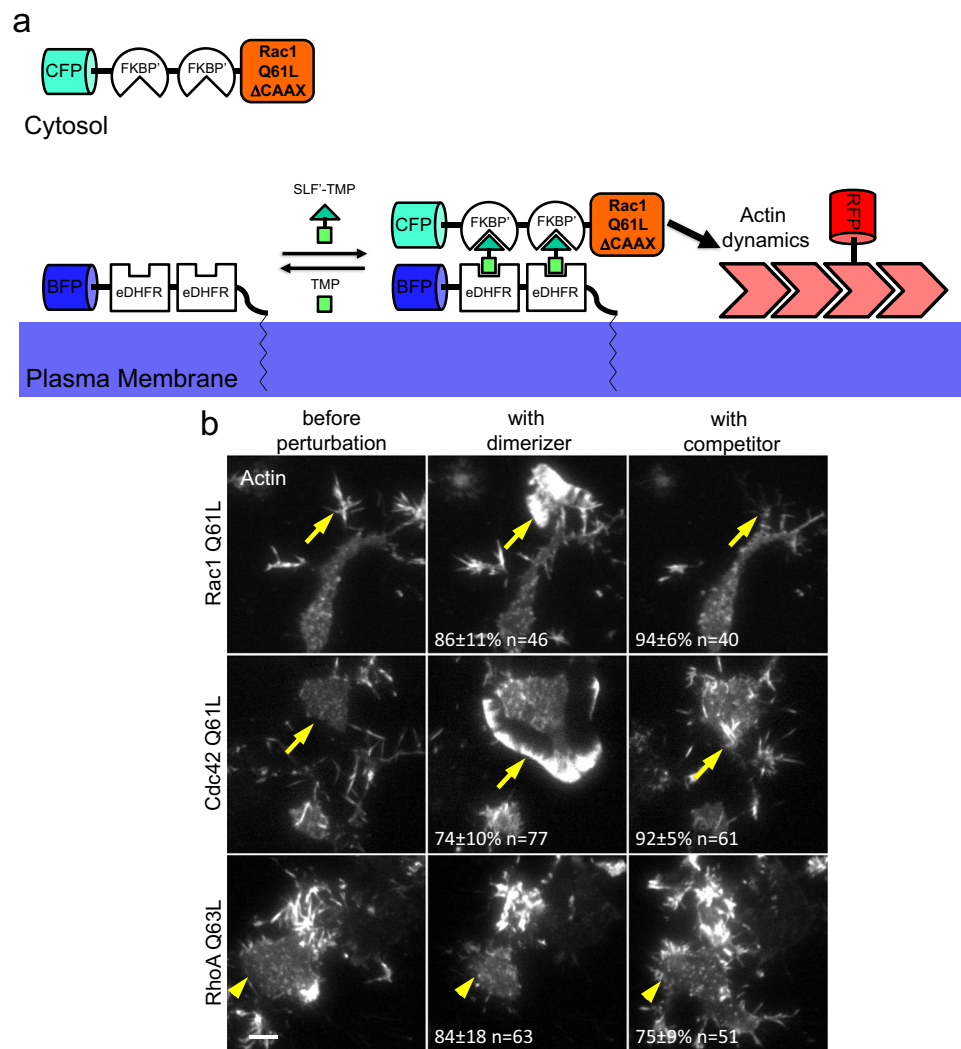 a
CFP
FKBP'
FKBP'
Rac1
Q61L
ΔCAAX
Cytosol
SLF'-TMP
TMP
BFP
eDHFR
eDHFR
CFP
FKBP'
FKBP'
Rac1
Q61L
ΔCAAX
BFP
eDHFR
eDHFR
Actin
dynamics
RFP
Plasma Membrane
b
before
perturbation
with
dimerizer
with
competitor
Rac1 Q61L
Actin
86±11% n=46
94±6% n=40
Cdc42 Q61L
74±10% n=77
92±5% n=61
RhoA Q63L
84±18 n=63
75±9% n=51